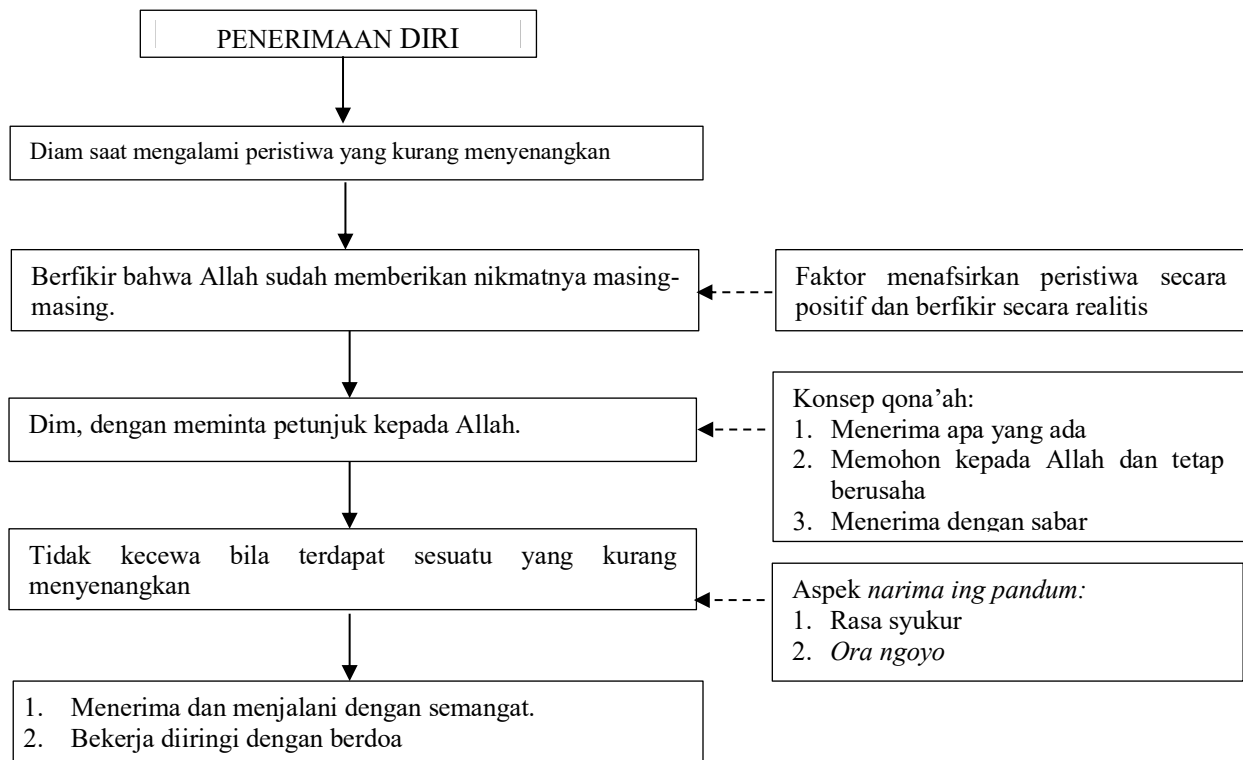 PENERIMAAN DIRI
Diam saat mengalami peristiwa yang kurang menyenangkan
Berfikir bahwa Allah sudah memberikan nikmatnya masing-
masing.
Faktor menafsirkan peristiwa secara
positif dan berfikir secara realitis
Dim, dengan meminta petunjuk kepada Allah.
Konsep qona’ah:
1. Menerima apa yang ada
2. Memohon kepada Allah dan tetap
berusaha
3. Menerima dengan sabar
Tidak kecewa bila terdapat sesuatu yang kurang
menyenangkan
Aspek narima ing pandum:
1. Rasa syukur
2. Ora ngoyo
1. Menerima dan menjalani dengan semangat.
2. Bekerja diiringi dengan berdoa